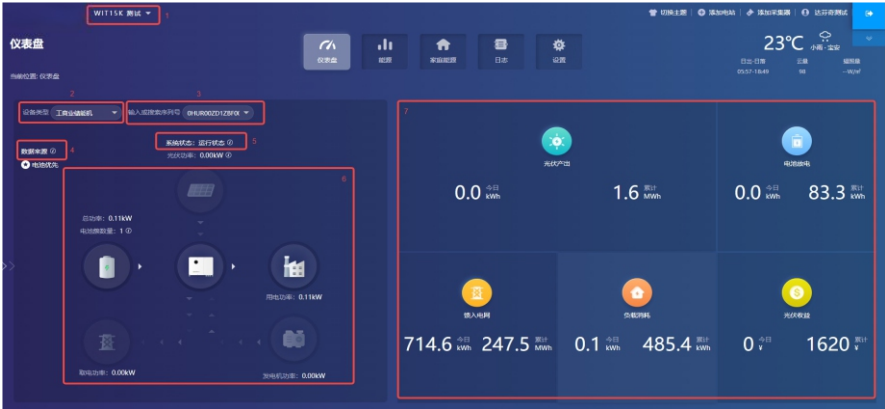 WIT15K 测试 1
切换主题 添加电站 添加采集器 达芬奇测试
仪表盘
仪表盘 能源 家庭能源 日志 设置
23℃ 小雨·宝安
日出-日落 云量 辐照量
05:57-18:49 98 --W/㎡
当前位置: 仪表盘
2 3
设备类型 工商业储能机 输入或搜索序列号 0HUR00ZD1ZBF0X
7
系统状态：运行状态 5
数据来源 4
光伏功率：0.00kW
电池优先
6
总功率：0.11kW
电池簇数量：1
用电功率：0.11kW
取电功率：0.00kW
发电机功率：0.00kW
光伏产出
0.0 今日 kWh 1.6 累计 MWh
电池放电
0.0 今日 kWh 83.3 累计 kWh
馈入电网
714.6 今日 kWh 247.5 累计 MWh
负载消耗
0.1 今日 kWh 485.4 累计 kWh
光伏收益
0 今日 ¥ 1620 累计 ¥